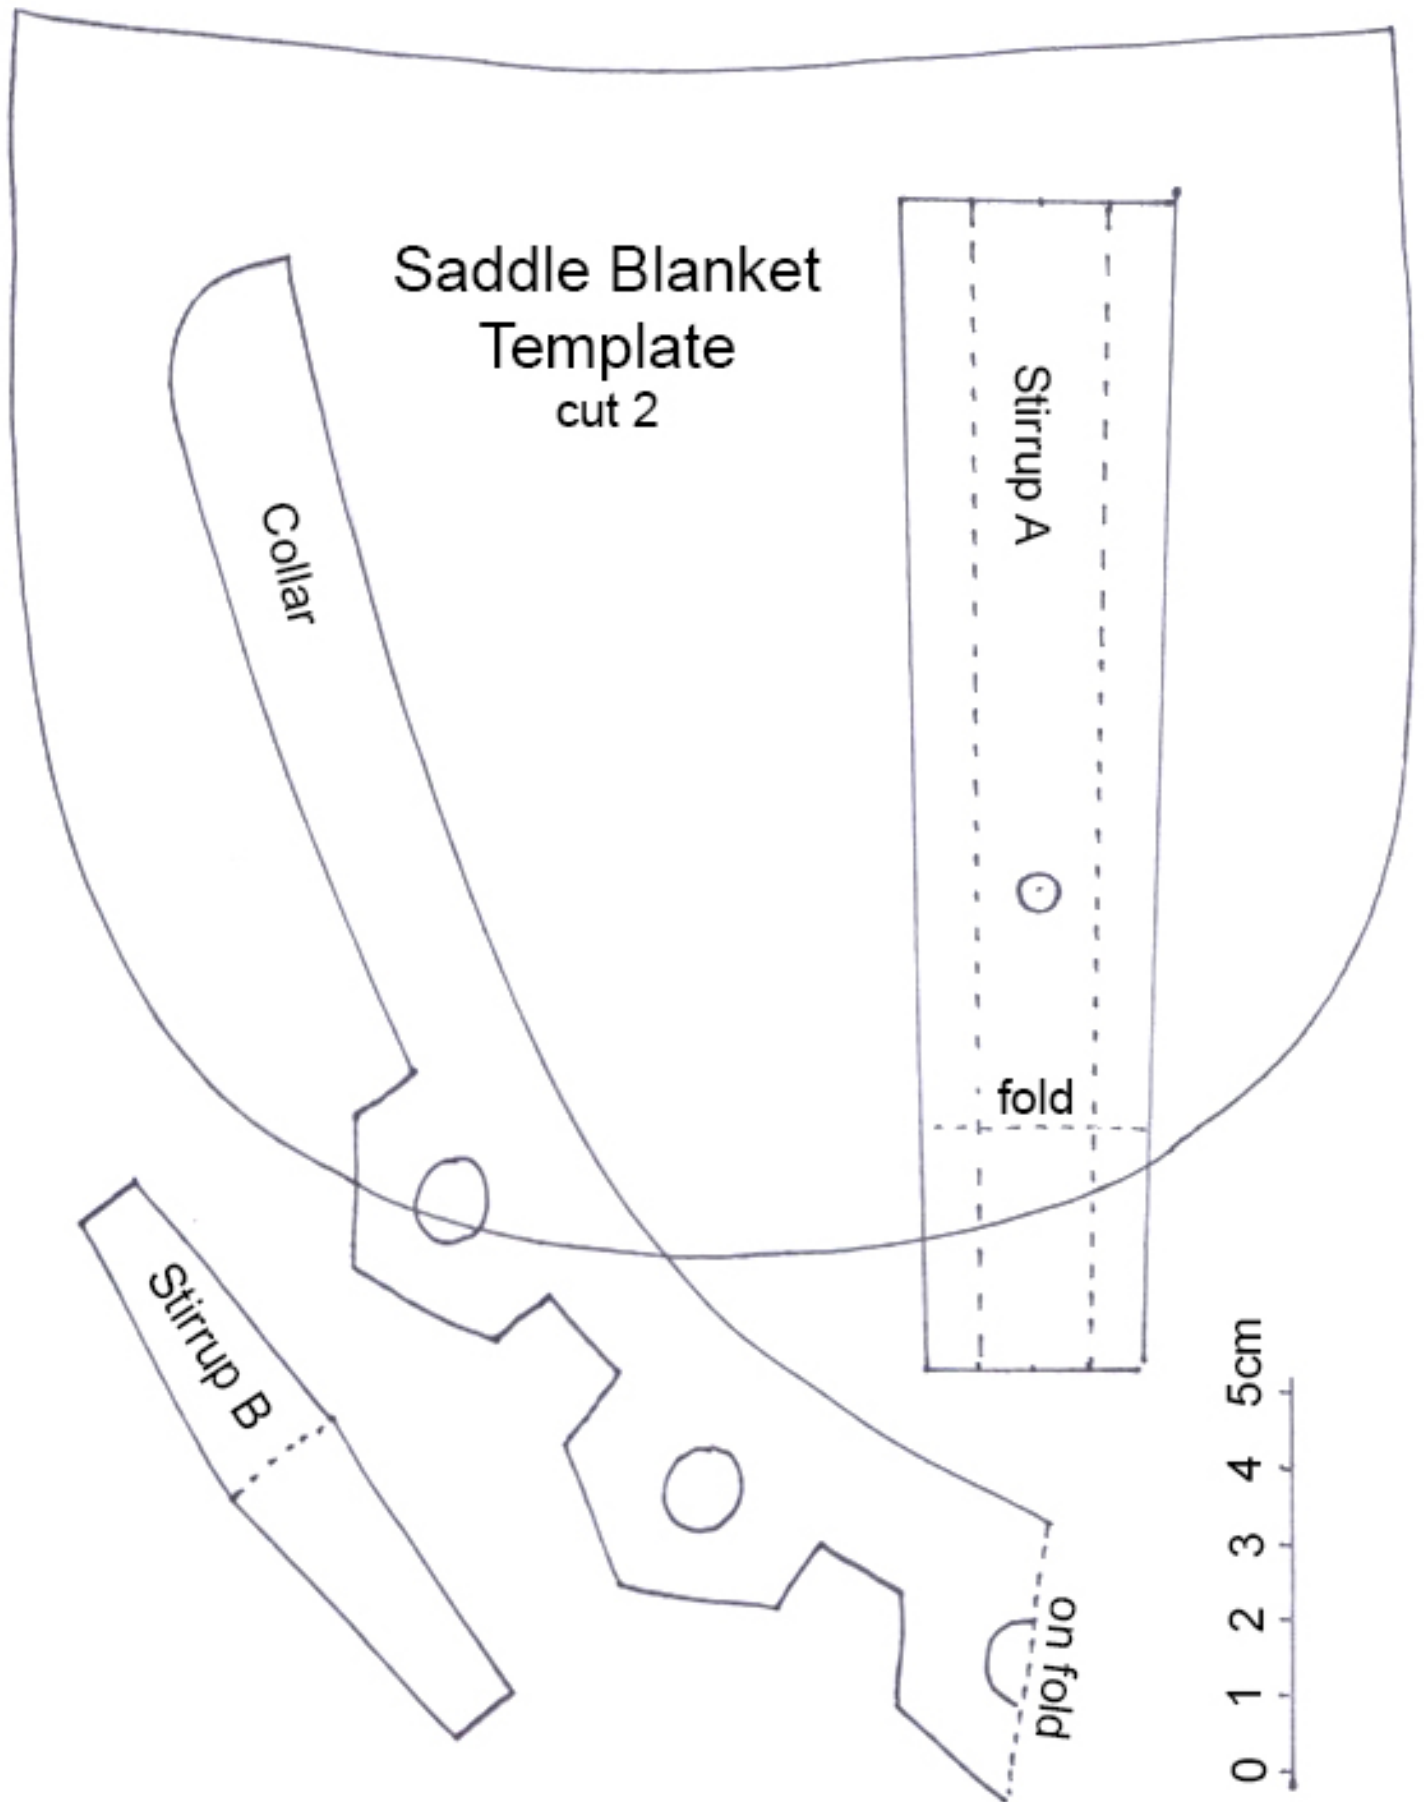 Saddle Blanket
Template
cut 2
Collar
Stirrup A
fold
Stirrup B
on fold
5cm
4
3
2
1
0